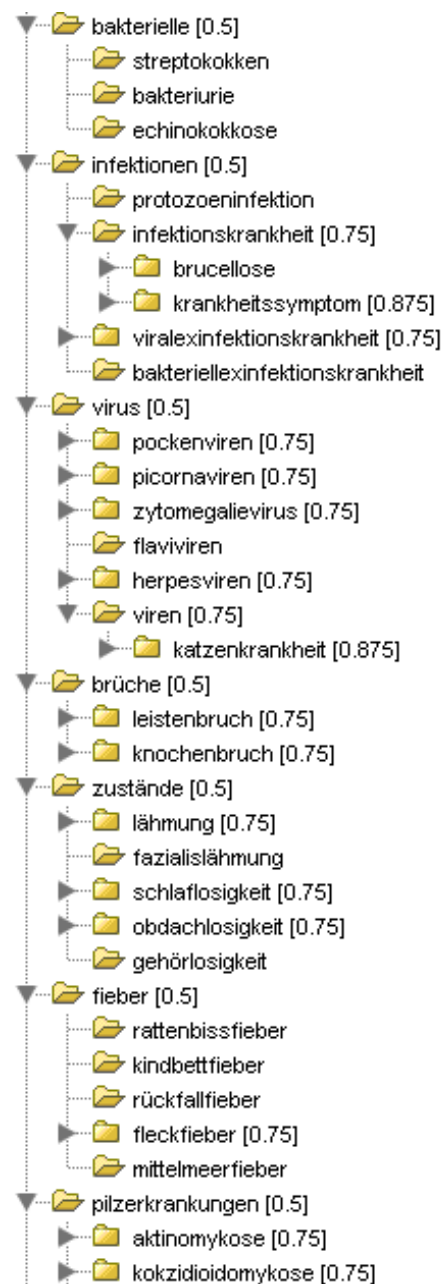 bakterielle [0.5]
streptokokken
bakteriurie
echinokokkose
infektionen [0.5]
protozoeninfektion
infektionskrankheit [0.75]
brucellose
krankheitssymptom [0.875]
viralexinfektionskrankheit [0.75]
bakteriellexinfektionskrankheit
virus [0.5]
pockenviren [0.75]
picornaviren [0.75]
zytomegalievirus [0.75]
flaviviren
herpesviren [0.75]
viren [0.75]
katzenkrankheit [0.875]
brüche [0.5]
leistenbruch [0.75]
knochenbruch [0.75]
zustände [0.5]
lähmung [0.75]
fazialislähmung
schlaflosigkeit [0.75]
obdachlosigkeit [0.75]
gehörlosigkeit
fieber [0.5]
rattenbissfieber
kindbettfieber
rückfallfieber
fleckfieber [0.75]
mittelmeerfieber
pilzerkrankungen [0.5]
aktinomykose [0.75]
kokzidioidomykose [0.75]